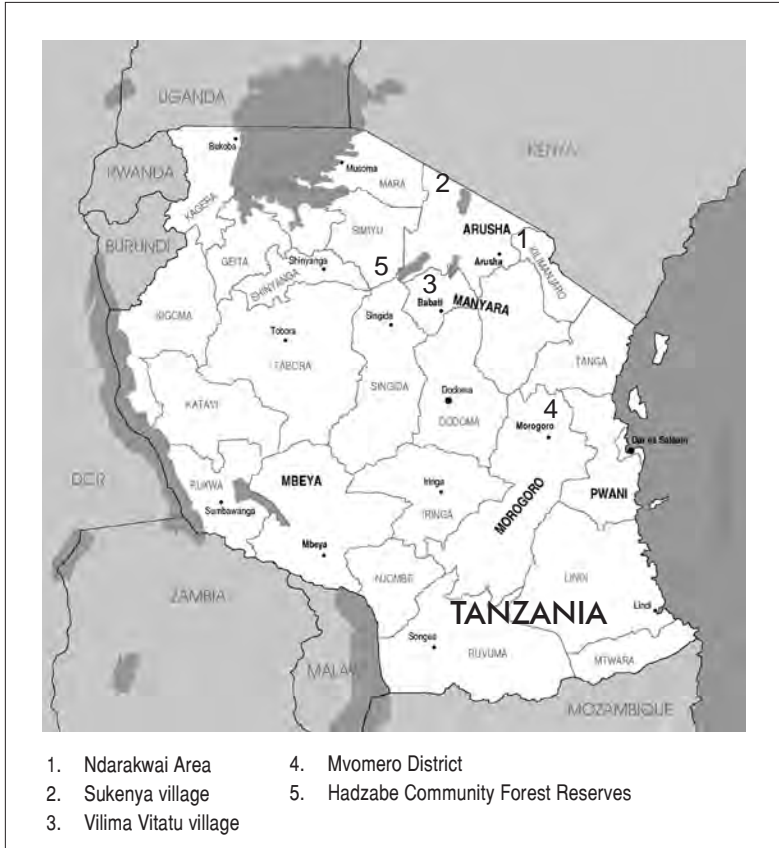 UGANDA
KENYA
RWANDA
BURUNDI
Bukoba
Musoma
MARA
KAGERA
2
ARUSHA
1
Arusha
KILIMANJARO
SIMIYU
GEITA
Shinyanga
SHINYANGA
5
3
Babati
MANYARA
KIGOMA
Tobora
TABORA
Singida
SINGIDA
TANGA
Dodoma
DODOMA
4
Morogoro
Dar es Salaam
KATAVI
DCR
RUKWA
Sumbawanga
MBEYA
Mbeya
Iringa
IRINGA
MOROGORO
PWANI
ZAMBIA
NJOMBE
LINDI
Lindi
TANZANIA
Songea
RUVUMA
MTWARA
MALAWI
MOZAMBIQUE
1. Ndarakwai Area
2. Sukenya village
3. Vilima Vitatu village
4. Mvomero District
5. Hadzabe Community Forest Reserves